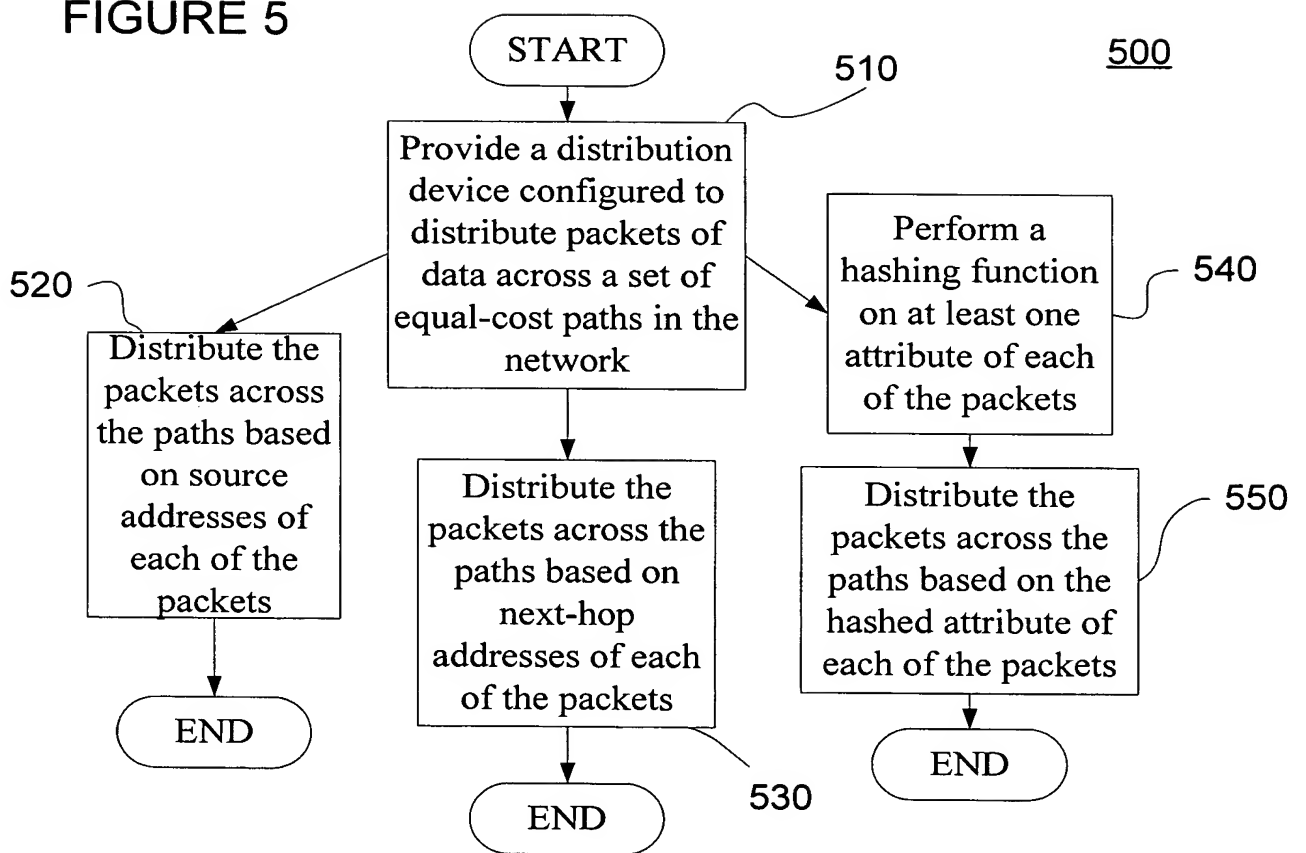 FIGURE 5
START
500
510
Provide a distribution
device configured to
distribute packets of
data across a set of
equal-cost paths in the
network
520
Distribute the
packets across
the paths based
on source
addresses of
each of the
packets
END
Distribute the
packets across the
paths based on
next-hop
addresses of each
of the packets
530
END
Perform a
hashing function
on at least one
attribute of each
of the packets
540
Distribute the
packets across the
paths based on the
hashed attribute of
each of the packets
550
END